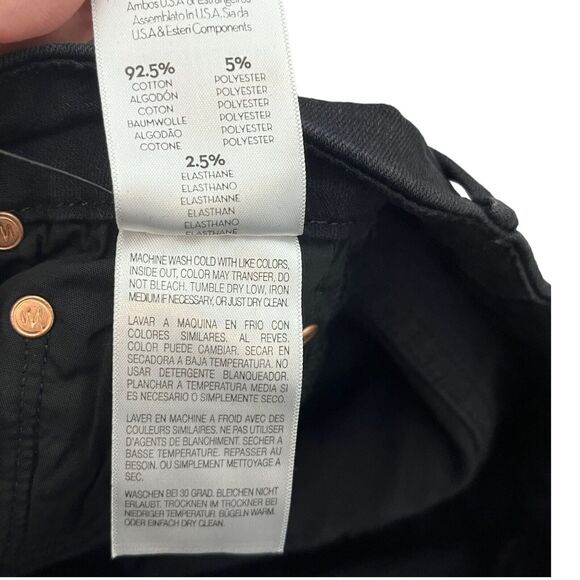 Ambos U.S.A or Estrangeiros
Assemblato In U.S.A. Sia da
U.S.A & Esteri Components
92.5%
COTTON
ALGODÓN
COTON
BAUMWOLLE
ALGODÃO
COTONE
5%
POLYESTER
POLYESTER
POLYESTER
POLYESTER
POLYESTER
POLYESTER
2.5%
ELASTHANE
ELASTHANO
ELASTHANNE
ELASTHAN
ELASTANO
ELASTHANE
MACHINE WASH COLD WITH LIKE COLORS,
INSIDE OUT, COLOR MAY TRANSFER, DO
NOT BLEACH. TUMBLE DRY LOW, IRON
MEDIUM IF NECESSARY, OR JUST DRY CLEAN.
LAVAR A MAQUINA EN FRIO CON
COLORES SIMILARES. AL REVES.
COLOR PUEDE CAMBIAR. SECAR EN
SECADORA A BAJA TEMPERATURA. NO
USAR DETERGENTE BLANQUEADOR.
PLANCHAR A TEMPERATURA MEDIA SI
ES NECESARIO O SIMPLEMENTE SECO.
LAVER EN MACHINE A FROID AVEC DES
COULEURS SIMILAIRES. NE PAS UTILISER
D'AGENTS DE BLANCHIMENT. SECHER A
BASSE TEMPERATURE. REPASSER AU
BESOIN. OU SIMPLEMENT METTOYAGE A
SEC.
WASCHEN BEI 30 GRAD. BLEICHEN NICHT
ERLAUBT. TROCKNEN IM TROCKNER BEI
NIEDRIGER TEMPERATUR. BÜGELN WARM.
ODER EINFACH DRY CLEAN.